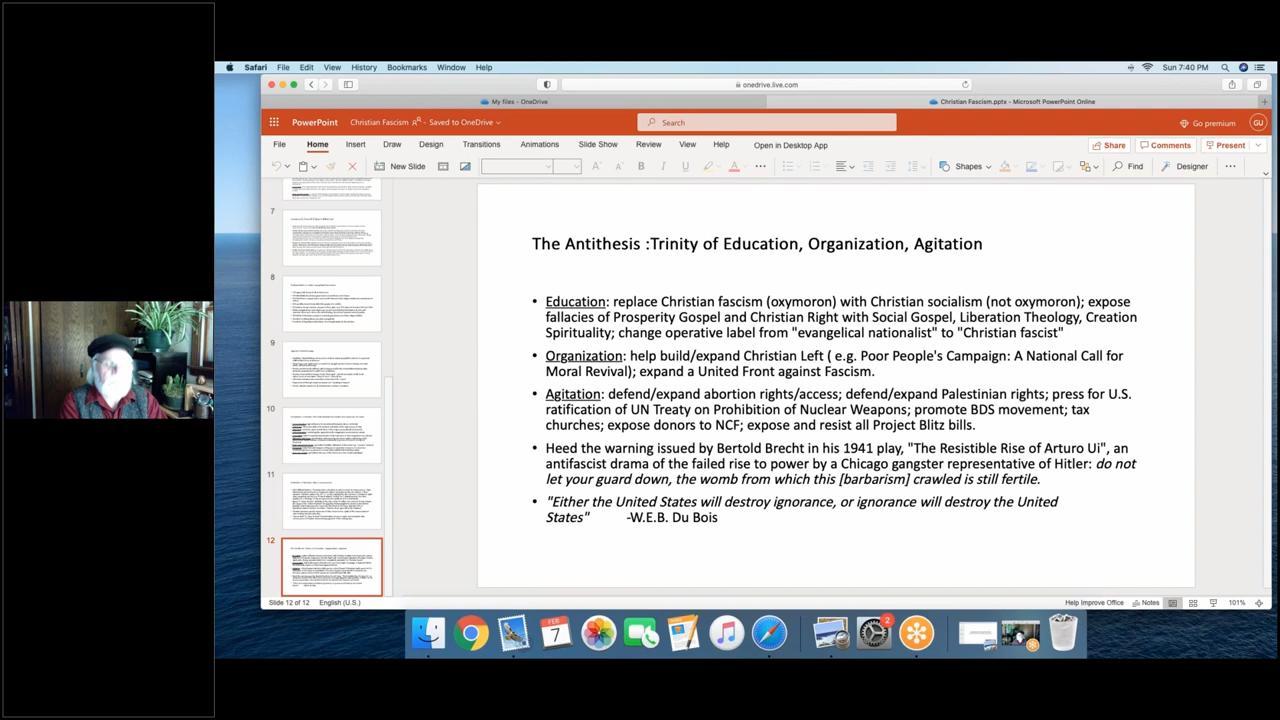 Safari File Edit View History Bookmarks Window Help
Sun 7:40 PM
onedrive.live.com
My files - OneDrive
Christian Fascism.pptx - Microsoft PowerPoint Online
PowerPoint Christian Fascism - Saved to OneDrive
Search
Go premium GU
File Home Insert Draw Design Transitions Animations Slide Show Review View Help Open in Desktop App
Share Comments Present
New Slide
B I U A
Shapes Find Designer
7
8
9
10
11
12
The Antithesis :Trinity of Education, Organization, Agitation
• Education: replace Christian fascism (oxymoron) with Christian socialism (not oxymoron); expose
of Prosperity Gospel and Christian Right with Social Gospel, Liberation Theology, Creation
Spirituality; change operative label from "evangelical nationalist" to "Christian fascist"
• Organization: help build/expand mass mvmt. of (e.g. Poor People's Campaign; A National Call for
Moral Revival); expand a United Front against Fascism.
• Agitation: defend/expand abortion rights/access; defend/expand Palestinian rights; press for U.S.
ratification of UN Treaty on Prohibition of Nuclear Weapons; promote BDS movement; tax
churches; expose donors to and resist all Project Blitz bills.
• Heed the warning issued by Bertolt Brecht in his 1941 play, "The Resistible Rise of Arturo Ui", an
antifascist drama of the failed rise to power by a Chicago gangster representative of Hitler: do not
let your guard down, the womb from which this [barbarism] crawled is still fertile.
• "Either the United States will destroy ignorance, or ignorance will destroy the United
States" -W.E.B. Du Bois
Slide 12 of 12 English (U.S.)
Help Improve Office Notes 101%
FEB
7
2